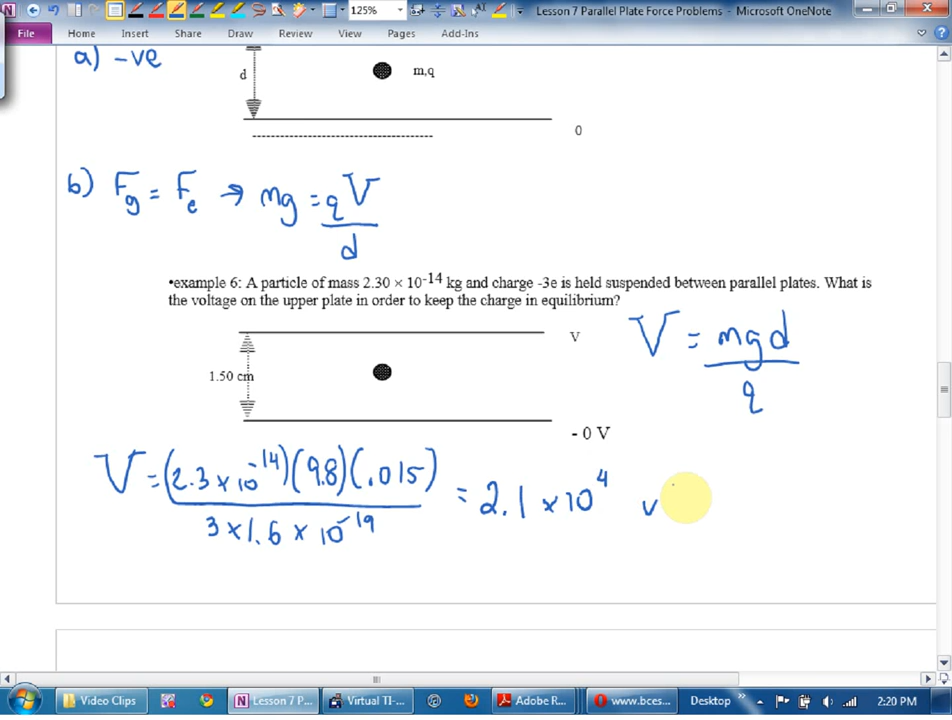 Lesson 7 Parallel Plate Force Problems - Microsoft OneNote
125%
File Home Insert Share Draw Review View Pages Add-Ins
a) -ve
d
m,q
0
b) Fg = Fe → mg = qV/d
•example 6: A particle of mass 2.30 × 10^-14 kg and charge -3e is held suspended between parallel plates. What is
the voltage on the upper plate in order to keep the charge in equilibrium?
V
V = mgd/q
1.50 cm
- 0 V
V = (2.3 × 10^-14)(9.8)(.015)/3 × 1.6 × 10^-19 = 2.1 × 10^4 v
Video Clips Lesson 7 P... Virtual TI-... Adobe R... www.bces... Desktop 2:20 PM